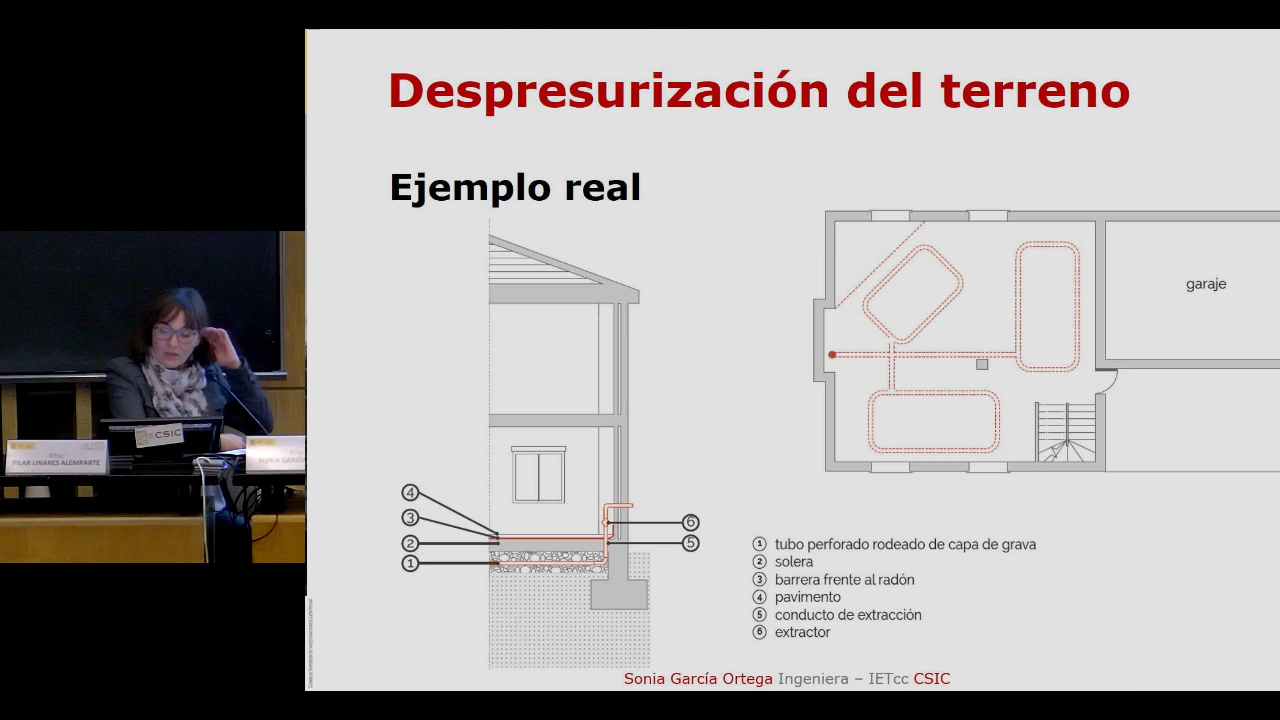 Despresurización del terreno
Ejemplo real
garaje
4
3
2
1
6
5
1 tubo perforado rodeado de capa de grava
2 solera
3 barrera frente al radón
4 pavimento
5 conducto de extracción
6 extractor
Sonia García Ortega Ingeniera – IETcc CSIC
CSIC
PILAR LINARES ALEMPARTE